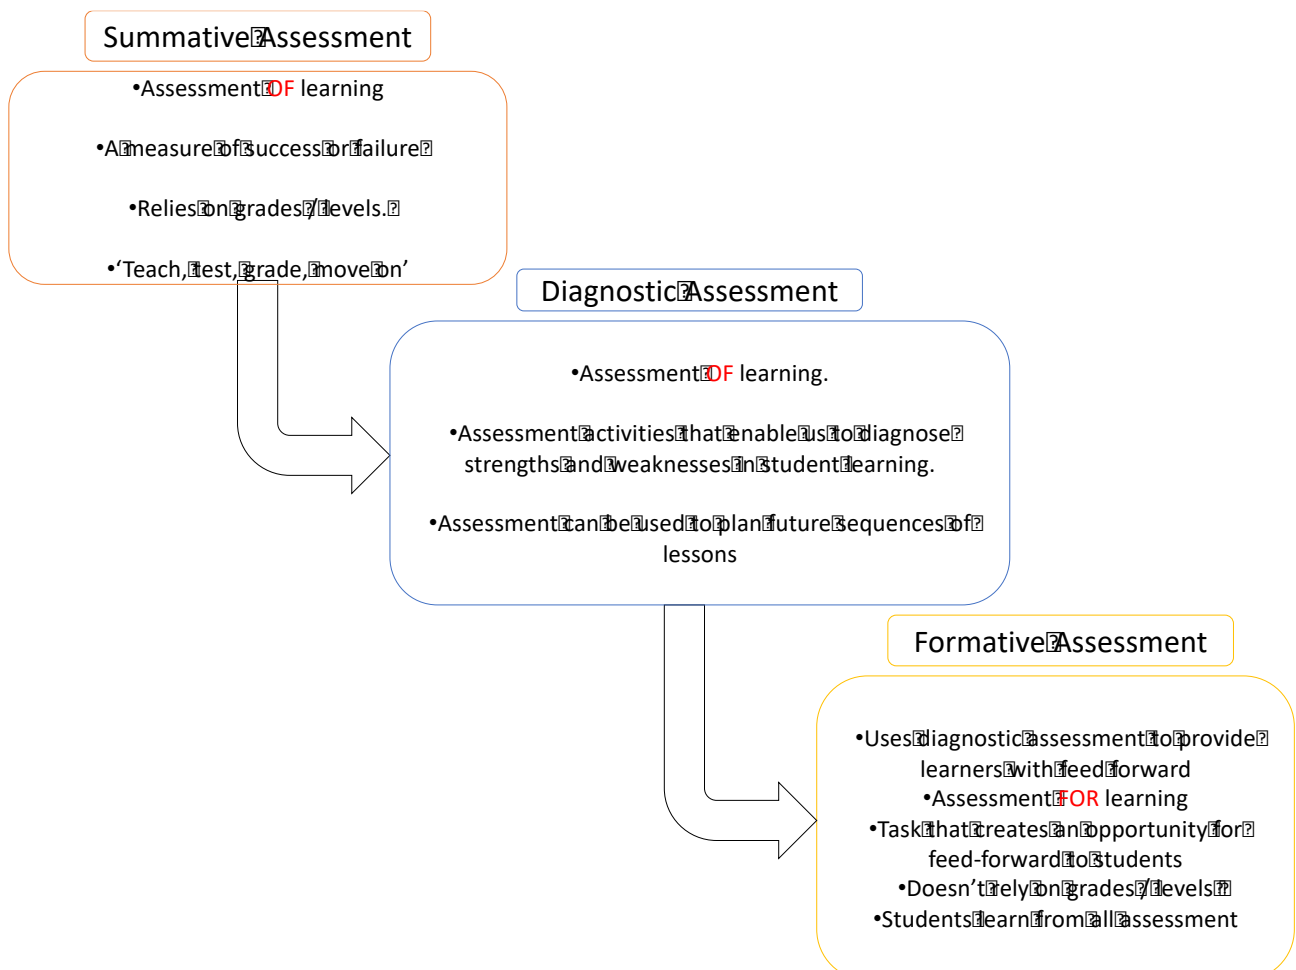 Summative Assessment
•Assessment OF learning
•A measure of success or failure
•Relies on grades / levels.
•‘Teach, test, grade, move on’
Diagnostic Assessment
•Assessment OF learning.
•Assessment activities that enable us to diagnose
strengths and weaknesses in student learning.
•Assessment can be used to plan future sequences of
lessons
Formative Assessment
•Uses diagnostic assessment to provide
learners with feed forward
•Assessment FOR learning
•Task that creates an opportunity for
feed-forward to students
•Doesn’t rely on grades / levels
•Students learn from all assessment